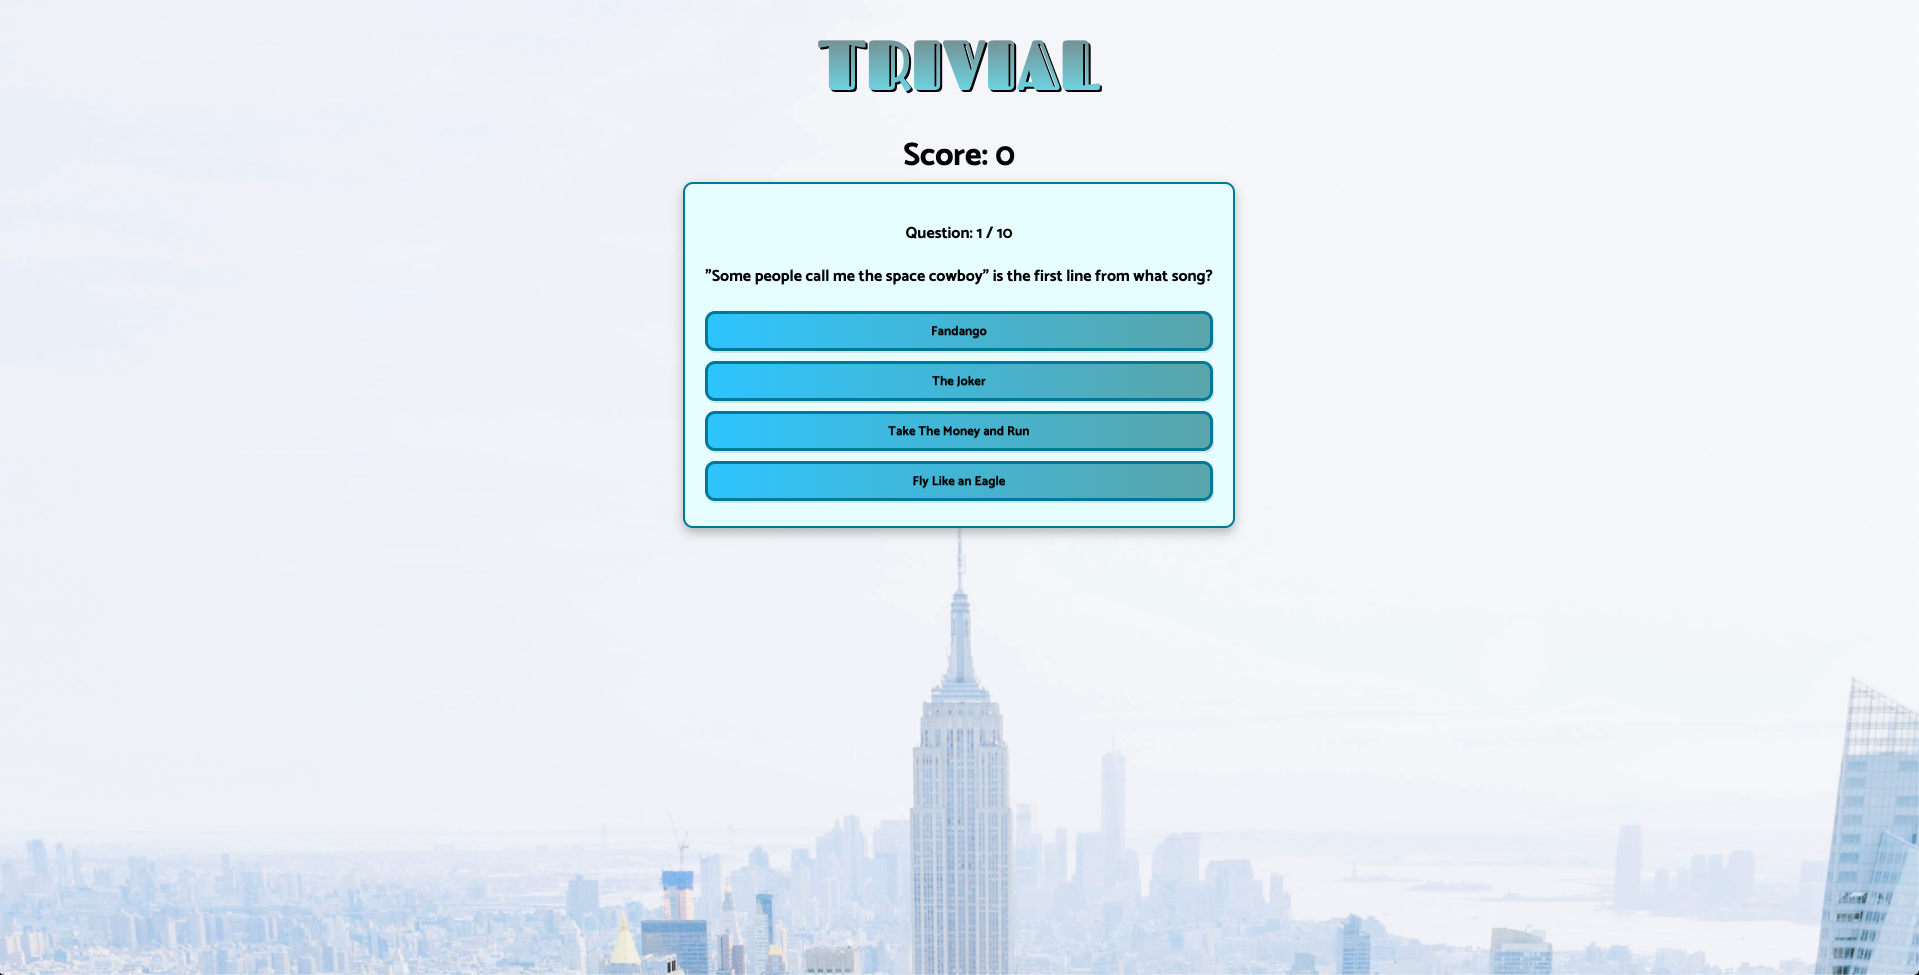 TRIVIAL
Score: 0
Question: 1 / 10
"Some people call me the space cowboy" is the first line from what song?
Fandango
The Joker
Take The Money and Run
Fly Like an Eagle